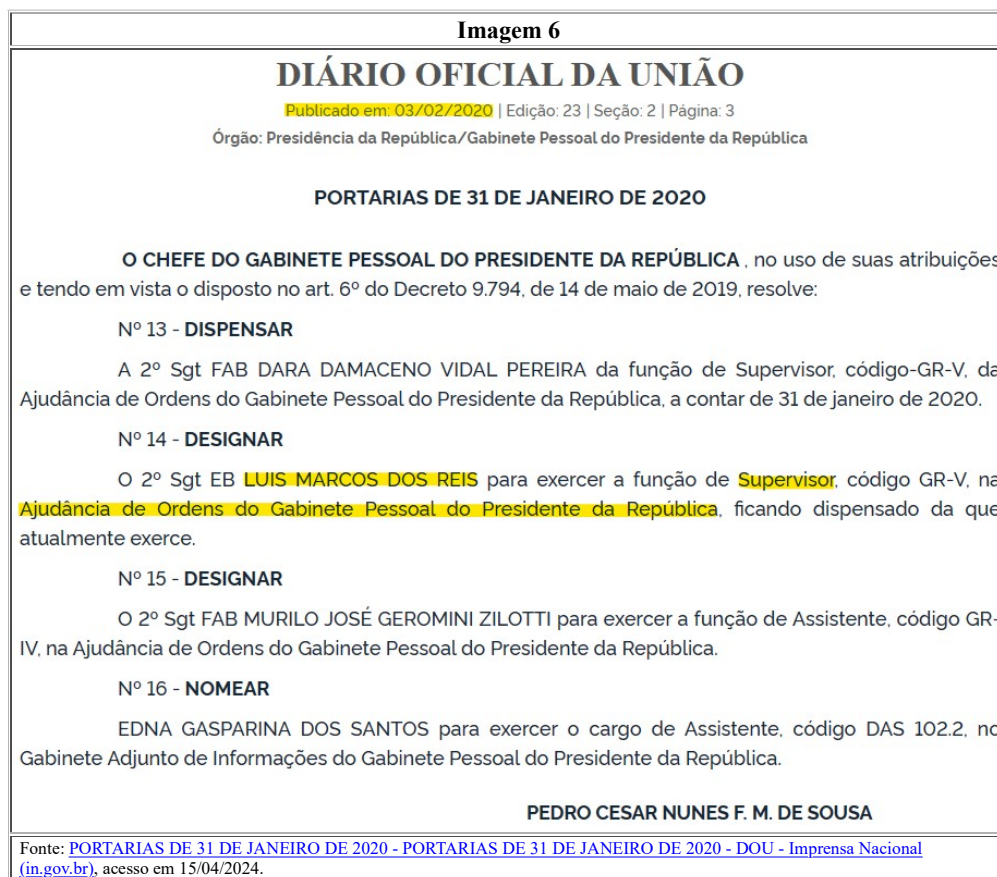 Imagem 6
DIÁRIO OFICIAL DA UNIÃO
Publicado em: 03/02/2020 | Edição: 23 | Seção: 2 | Página: 3
Órgão: Presidência da República/Gabinete Pessoal do Presidente da República
PORTARIAS DE 31 DE JANEIRO DE 2020
O CHEFE DO GABINETE PESSOAL DO PRESIDENTE DA REPÚBLICA , no uso de suas atribuições
e tendo em vista o disposto no art. 6º do Decreto 9.794, de 14 de maio de 2019, resolve:
Nº 13 - DISPENSAR
A 2º Sgt FAB DARA DAMACENO VIDAL PEREIRA da função de Supervisor, código-GR-V, da
Ajudância de Ordens do Gabinete Pessoal do Presidente da República, a contar de 31 de janeiro de 2020.
Nº 14 - DESIGNAR
O 2º Sgt EB LUIS MARCOS DOS REIS para exercer a função de Supervisor, código GR-V, na
Ajudância de Ordens do Gabinete Pessoal do Presidente da República, ficando dispensado da que
atualmente exerce.
Nº 15 - DESIGNAR
O 2º Sgt FAB MURILO JOSÉ GEROMINI ZILOTTI para exercer a função de Assistente, código GR-
IV, na Ajudância de Ordens do Gabinete Pessoal do Presidente da República.
Nº 16 - NOMEAR
EDNA GASPARINA DOS SANTOS para exercer o cargo de Assistente, código DAS 102.2, no
Gabinete Adjunto de Informações do Gabinete Pessoal do Presidente da República.
PEDRO CESAR NUNES F. M. DE SOUSA
Fonte: PORTARIAS DE 31 DE JANEIRO DE 2020 - PORTARIAS DE 31 DE JANEIRO DE 2020 - DOU - Imprensa Nacional
(in.gov.br), acesso em 15/04/2024.